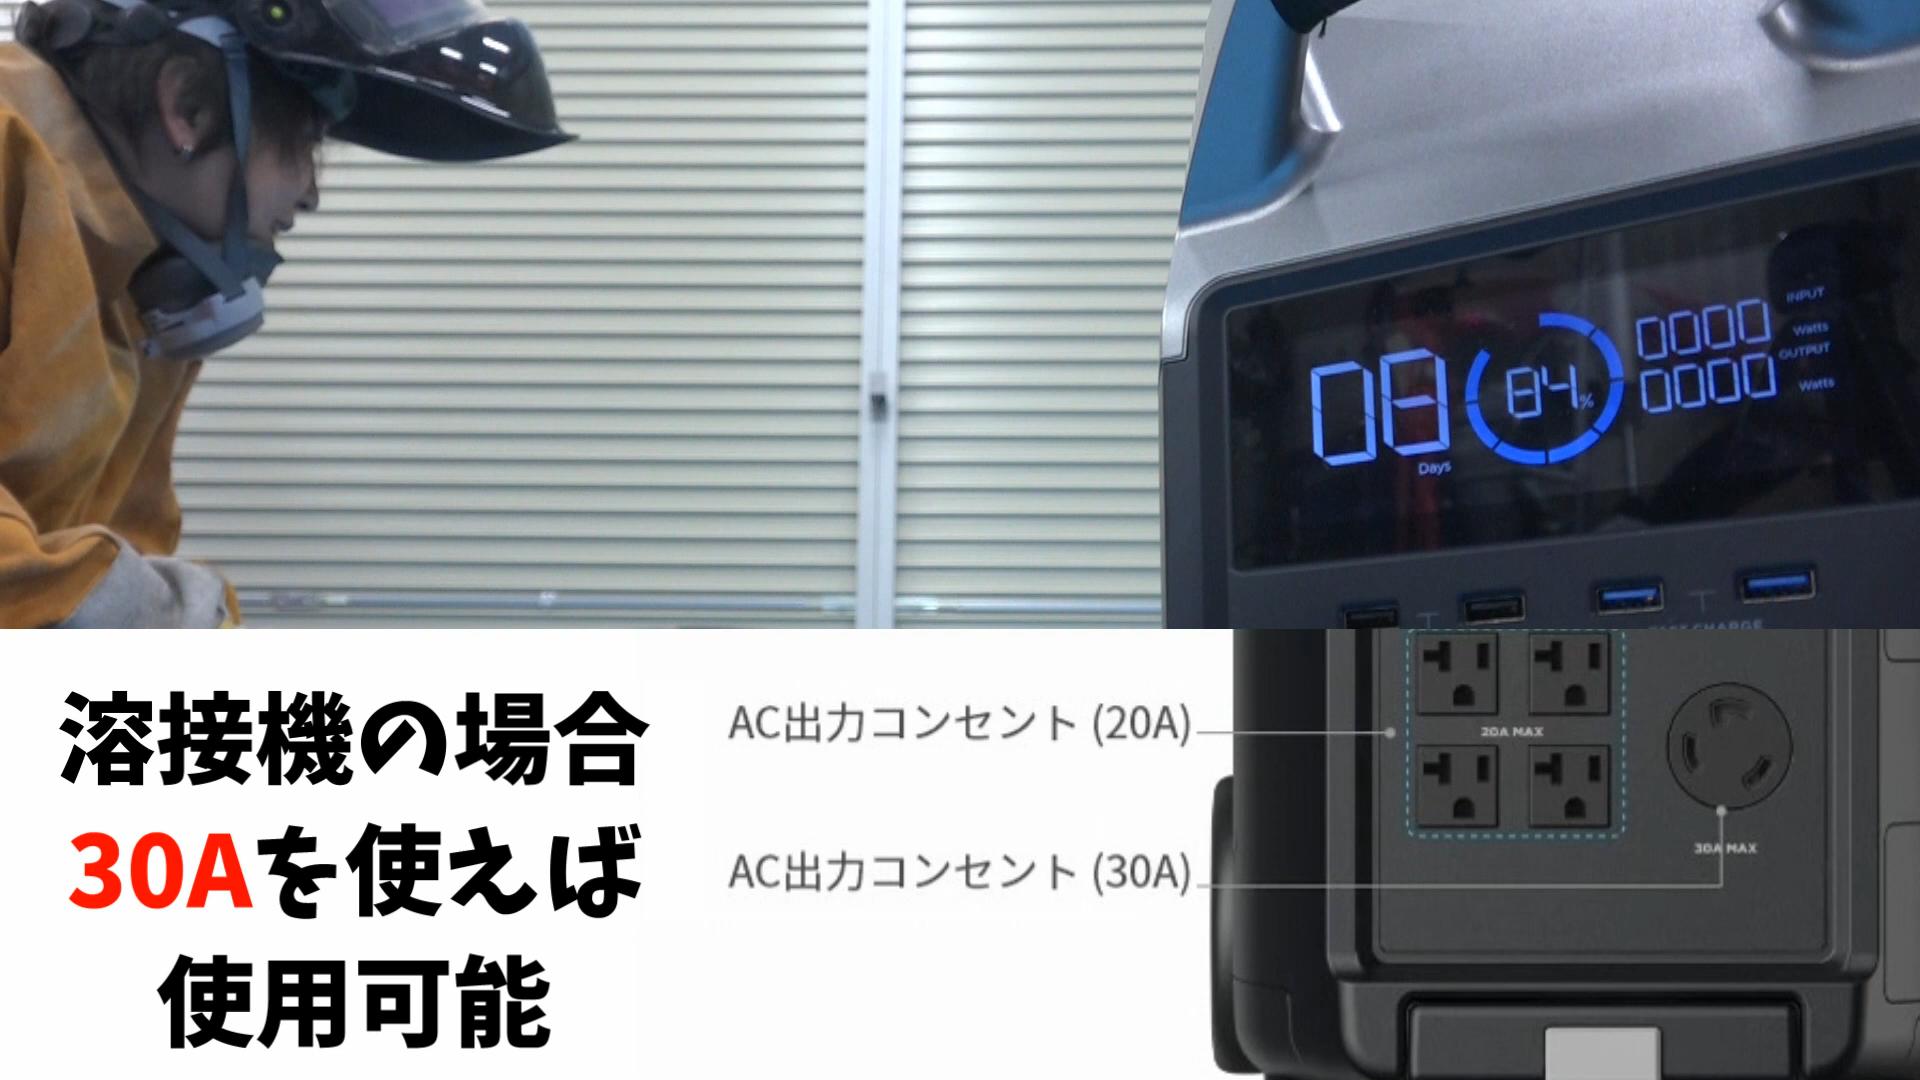 08
Days
84%
0000
INPUT
Watts
0000
OUTPUT
Watts
FAST CHARGE
溶接機の場合
30Aを使えば
使用可能
AC出力コンセント (20A)
AC出力コンセント (30A)
20A MAX
30A MAX